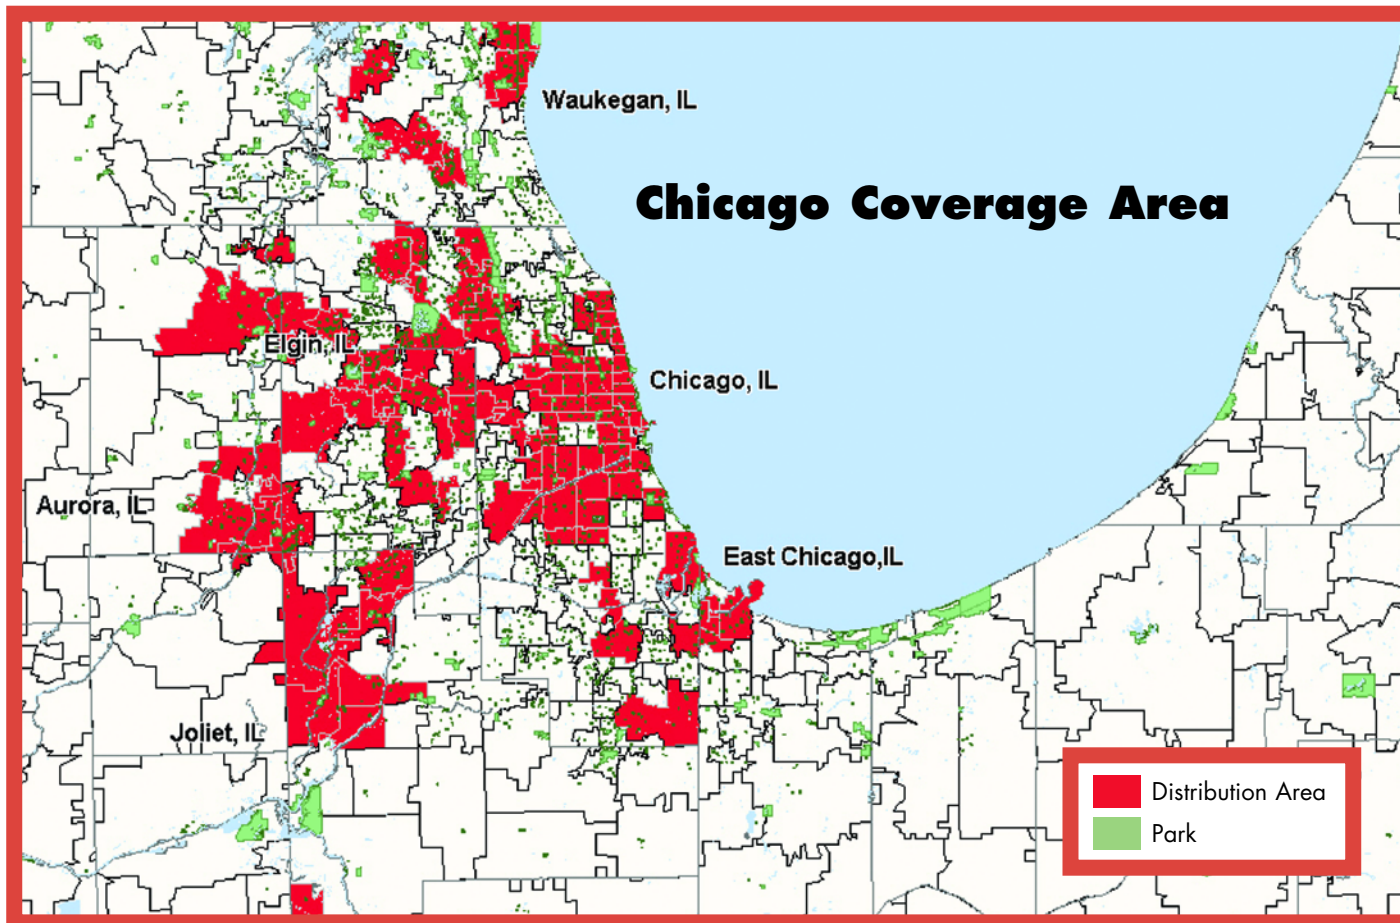 Waukegan, IL
Chicago Coverage Area
Elgin, IL
Chicago, IL
Aurora, IL
East Chicago,IL
Joliet, IL
Distribution Area
Park